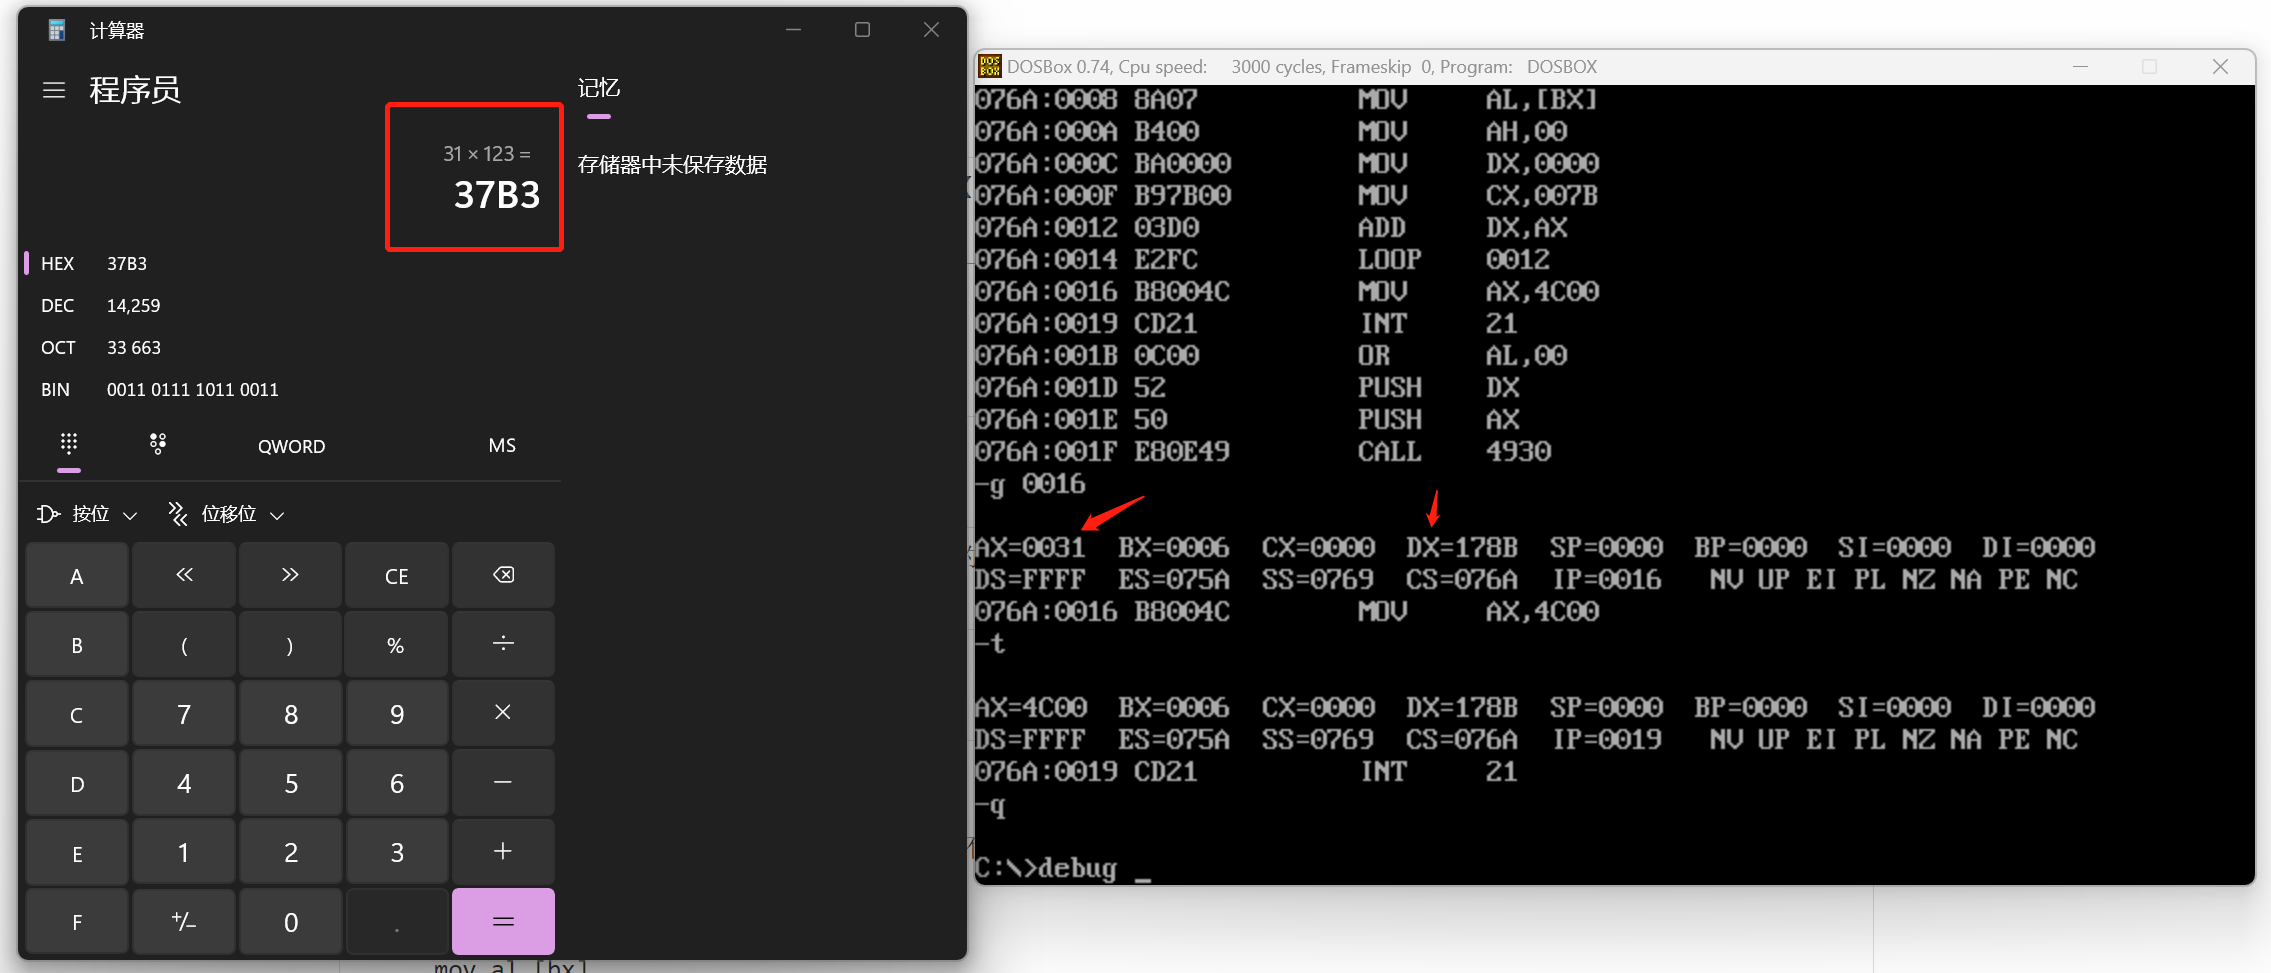 计算器
程序员
记忆
31 × 123 =
37B3
存储器中未保存数据
HEX 37B3
DEC 14,259
OCT 33 663
BIN 0011 0111 1011 0011
QWORD MS
按位 位移位
A « » CE
B ( ) % ÷
C 7 8 9 ×
D 4 5 6 −
E 1 2 3 +
F +/− 0 . =
DOSBox 0.74, Cpu speed: 3000 cycles, Frameskip 0, Program: DOSBOX
076A:0008 8A07 MOV AL,[BX]
076A:000A B400 MOV AH,00
076A:000C BA0000 MOV DX,0000
076A:000F B97B00 MOV CX,007B
076A:0012 03D0 ADD DX,AX
076A:0014 E2FC LOOP 0012
076A:0016 B8004C MOV AX,4C00
076A:0019 CD21 INT 21
076A:001B 0C00 OR AL,00
076A:001D 52 PUSH DX
076A:001E 50 PUSH AX
076A:001F E80E49 CALL 4930
-g 0016
AX=0031 BX=0006 CX=0000 DX=178B SP=0000 BP=0000 SI=0000 DI=0000
DS=FFFF ES=075A SS=0769 CS=076A IP=0016 NV UP EI PL NZ NA PE NC
076A:0016 B8004C MOV AX,4C00
-t
AX=4C00 BX=0006 CX=0000 DX=178B SP=0000 BP=0000 SI=0000 DI=0000
DS=FFFF ES=075A SS=0769 CS=076A IP=0019 NV UP EI PL NZ NA PE NC
076A:0019 CD21 INT 21
-q
C:\>debug _
mov al [bx]